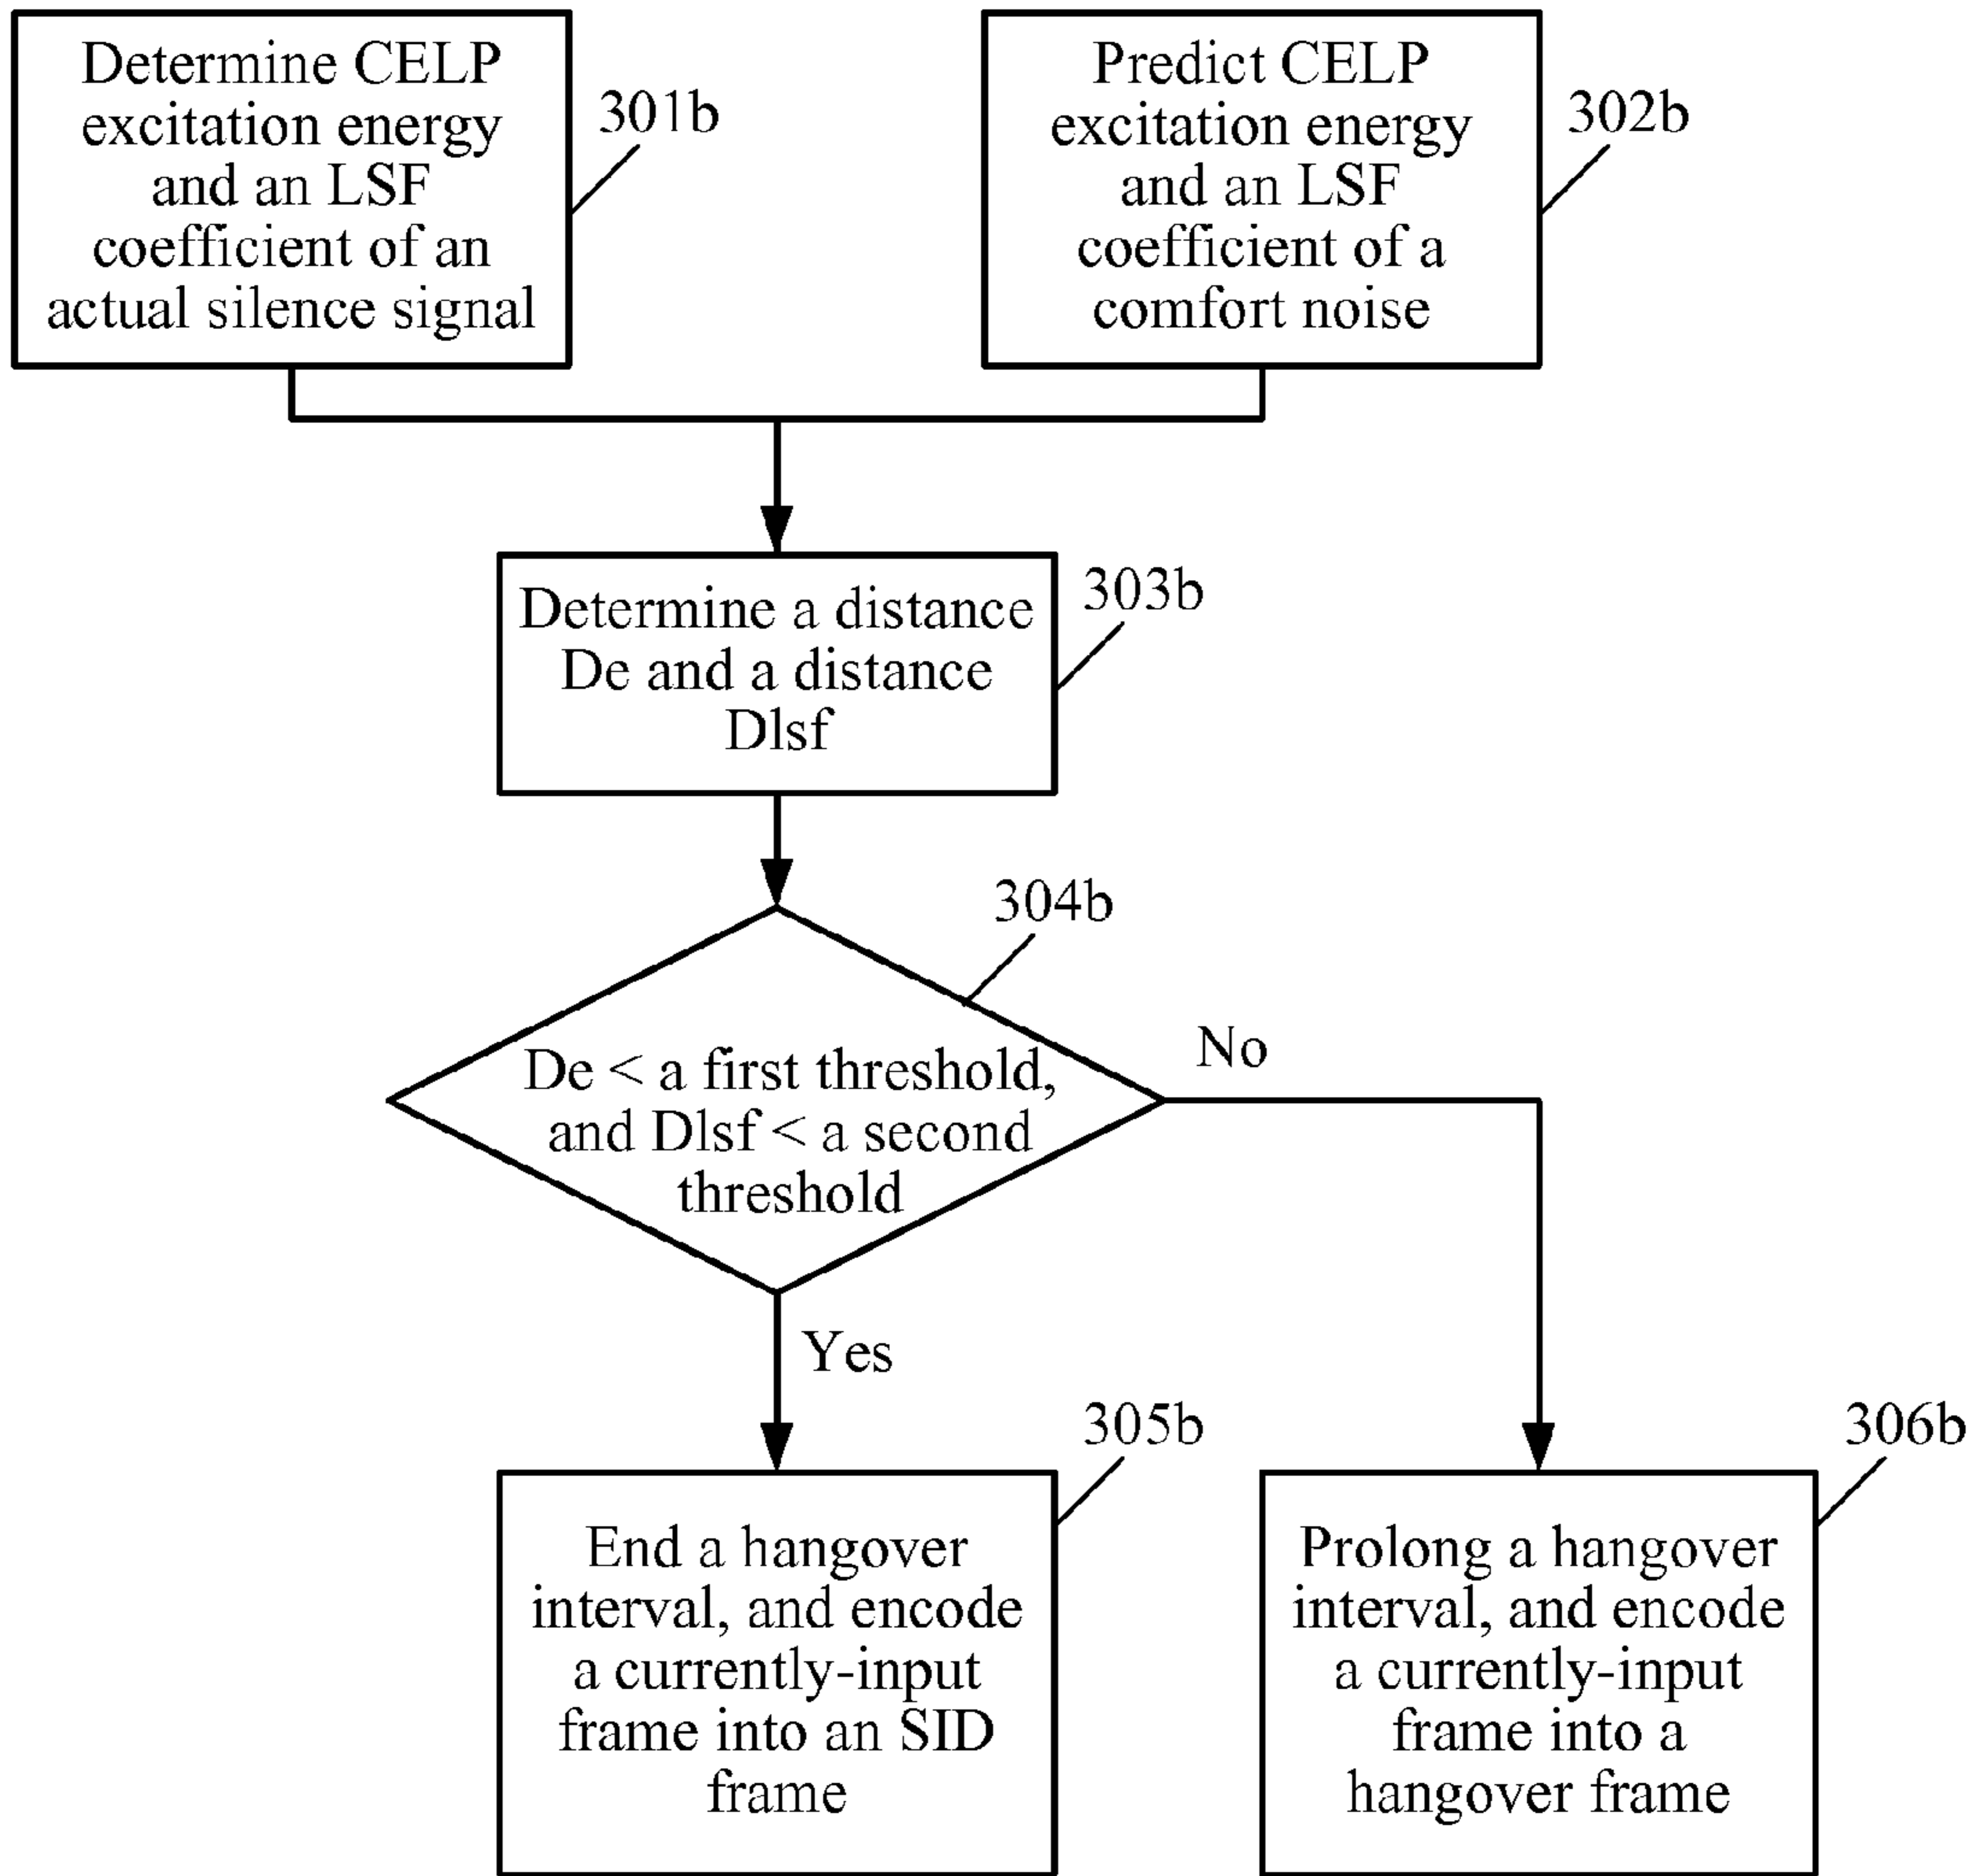 Determine CELP
excitation energy
and an LSF
coefficient of an
actual silence signal
301b
Predict CELP
excitation energy
and an LSF
coefficient of a
comfort noise
302b
Determine a distance
De and a distance
Dlsf
303b
304b
De < a first threshold,
and Dlsf < a second
threshold
No
Yes
305b
End a hangover
interval, and encode
a currently-input
frame into an SID
frame
306b
Prolong a hangover
interval, and encode
a currently-input
frame into a
hangover frame